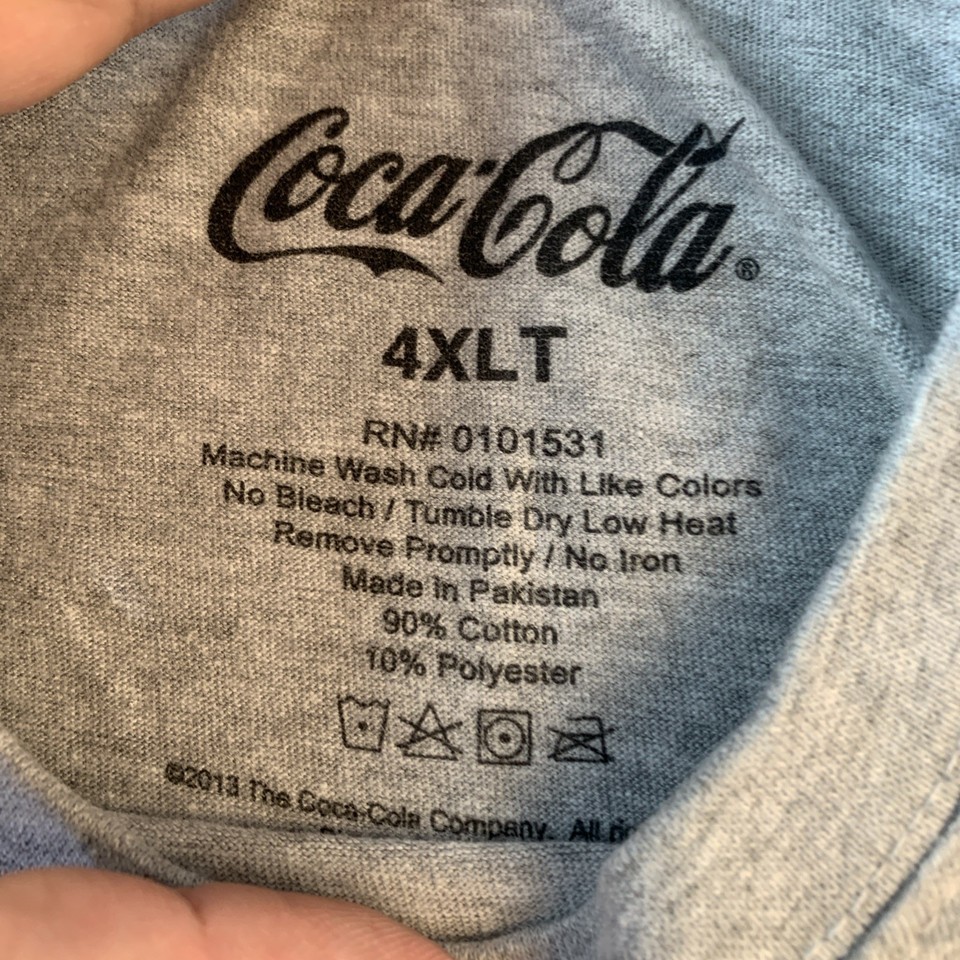 Coca-Cola®
4XLT
RN# 0101531
Machine Wash Cold With Like Colors
No Bleach / Tumble Dry Low Heat
Remove Promptly / No Iron
Made In Pakistan
90% Cotton
10% Polyester
©2013 The Coca-Cola Company. All